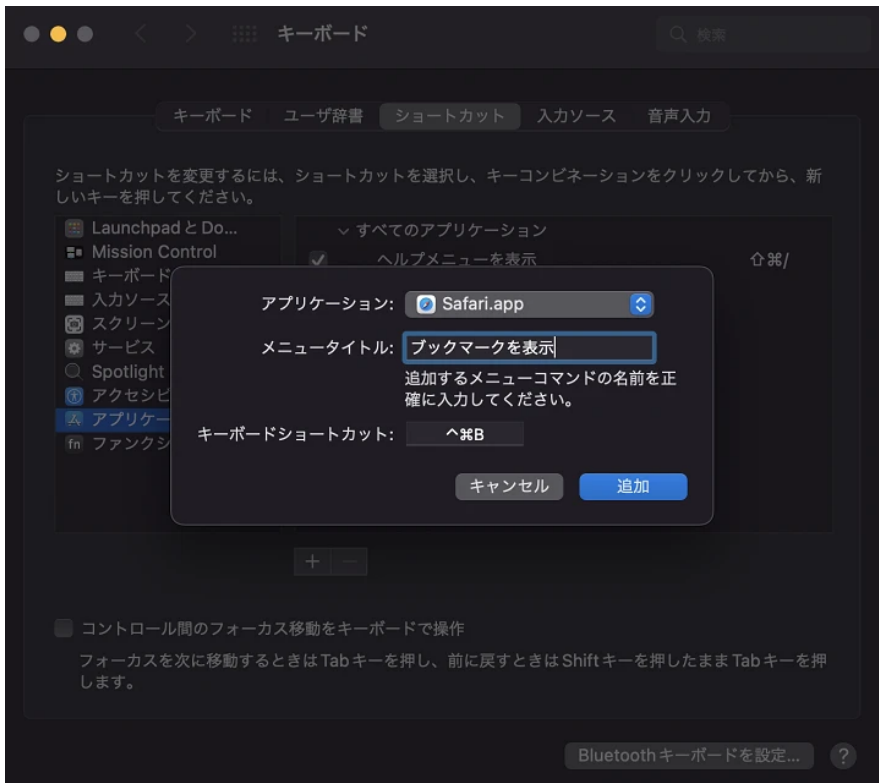 キーボード
検索
キーボード ユーザ辞書 ショートカット 入力ソース 音声入力
ショートカットを変更するには、ショートカットを選択し、キーコンビネーションをクリックしてから、新
しいキーを押してください。
LaunchpadとDo...
Mission Control
キーボード
入力ソース
スクリーン
サービス
Spotlight
アクセシビ
アプリケー
fn ファンクシ
すべてのアプリケーション
ヘルプメニューを表示 ⇧⌘/
アプリケーション: Safari.app
メニュータイトル: ブックマークを表示
追加するメニューコマンドの名前を正
確に入力してください。
キーボードショートカット: ^⌘B
キャンセル 追加
+ −
コントロール間のフォーカス移動をキーボードで操作
フォーカスを次に移動するときはTabキーを押し、前に戻すときはShiftキーを押したままTabキーを押
します。
Bluetoothキーボードを設定... ?